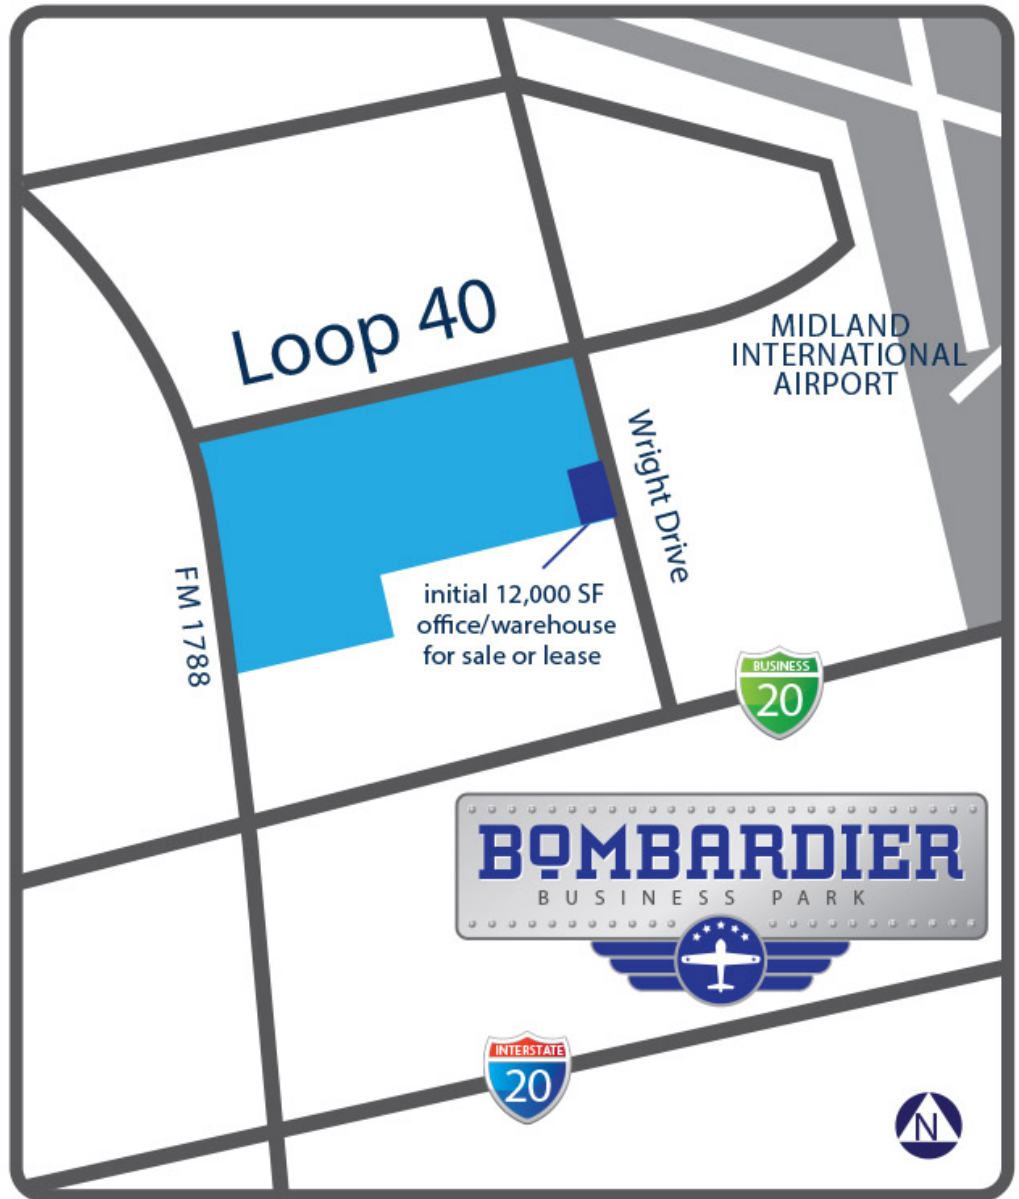 Loop 40
MIDLAND
INTERNATIONAL
AIRPORT
Wright Drive
FM 1788
initial 12,000 SF
office/warehouse
for sale or lease
BUSINESS
20
BOMBARDIER
BUSINESS PARK
INTERSTATE
20
N